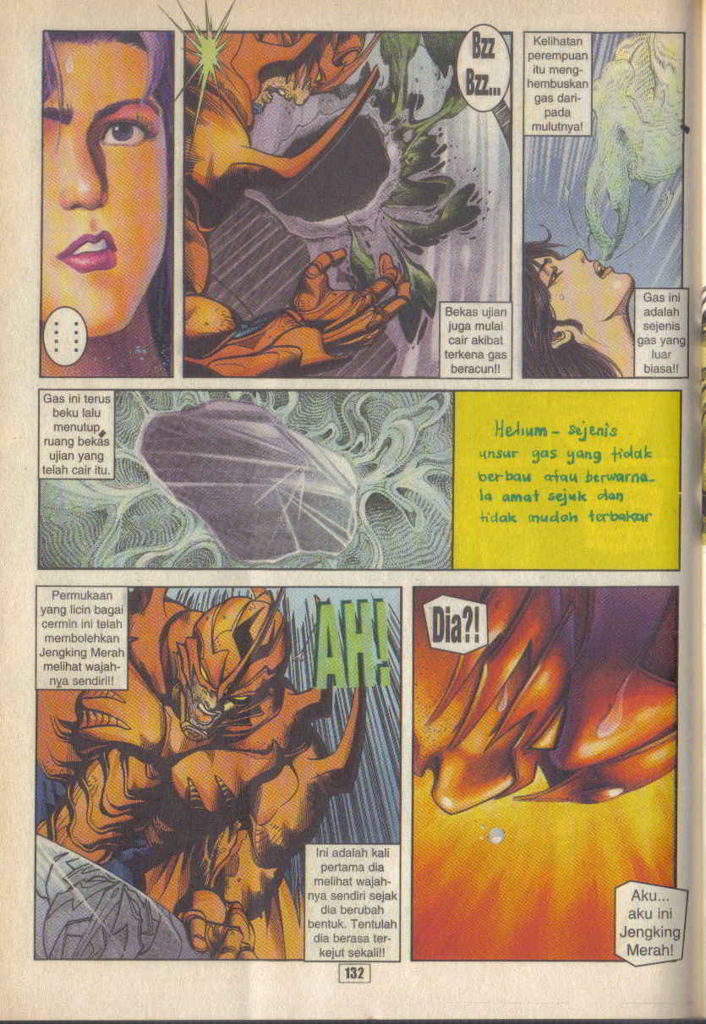 Bzz
Bzz...
Kelihatan
perempuan
itu meng-
hembuskan
gas dari-
pada
mulutnya!
Bekas ujian
juga mulai
cair akibat
terkena gas
beracun!!
Gas ini
adalah
sejenis
gas yang
luar
biasa!!
Gas ini terus
beku lalu
menutup
ruang bekas
ujian yang
telah cair itu.
Helium - sejenis
unsur gas yang tidak
berbau atau berwarna.
Ia amat sejuk dan
tidak mudah terbakar
Permukaan
yang licin bagai
cermin ini telah
membolehkan
Jengking Merah
melihat wajah-
nya sendiri!!
AH!
Ini adalah kali
pertama dia
melihat wajah-
nya sendiri sejak
dia berubah
bentuk. Tentulah
dia berasa ter-
kejut sekali!!
Dia?!
Aku...
aku ini
Jengking
Merah!
132